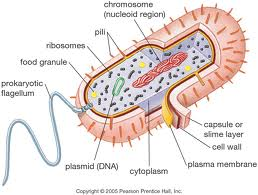 chromosome
(nucleoid region)
pili
ribosomes
food granule
prokaryotic
flagellum
capsule or
slime layer
cell wall
plasma membrane
plasmid (DNA)
cytoplasm
Copyright © 2005 Pearson Prentice Hall, Inc.